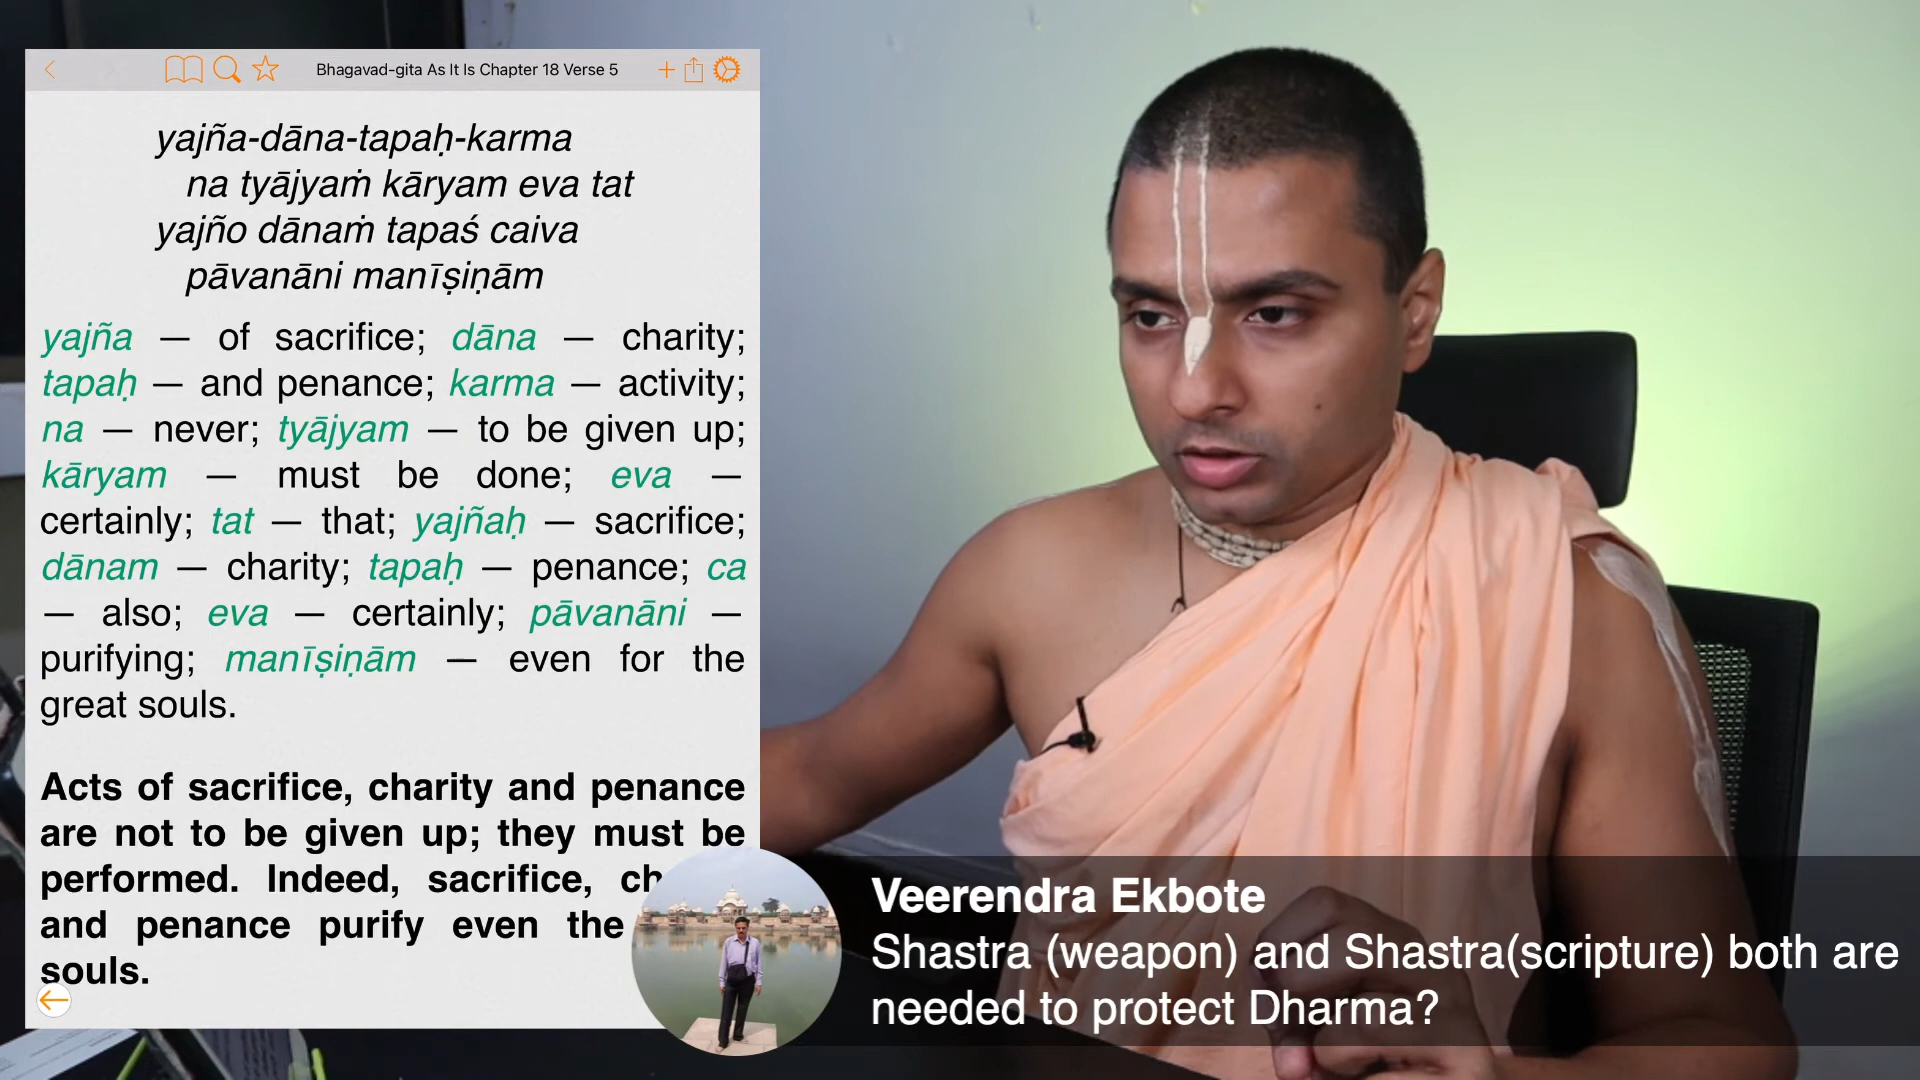 Bhagavad-gita As It Is Chapter 18 Verse 5
yajña-dāna-tapaḥ-karma
na tyājyaṁ kāryam eva tat
yajño dānaṁ tapaś caiva
pāvanāni manīṣiṇām
yajña — of sacrifice; dāna — charity;
tapaḥ — and penance; karma — activity;
na — never; tyājyam — to be given up;
kāryam — must be done; eva —
certainly; tat — that; yajñaḥ — sacrifice;
dānam — charity; tapaḥ — penance; ca
— also; eva — certainly; pāvanāni —
purifying; manīṣiṇām — even for the
great souls.
Acts of sacrifice, charity and penance
are not to be given up; they must be
performed. Indeed, sacrifice,
and penance purify even the
souls.
Veerendra Ekbote
Shastra (weapon) and Shastra(scripture) both are
needed to protect Dharma?